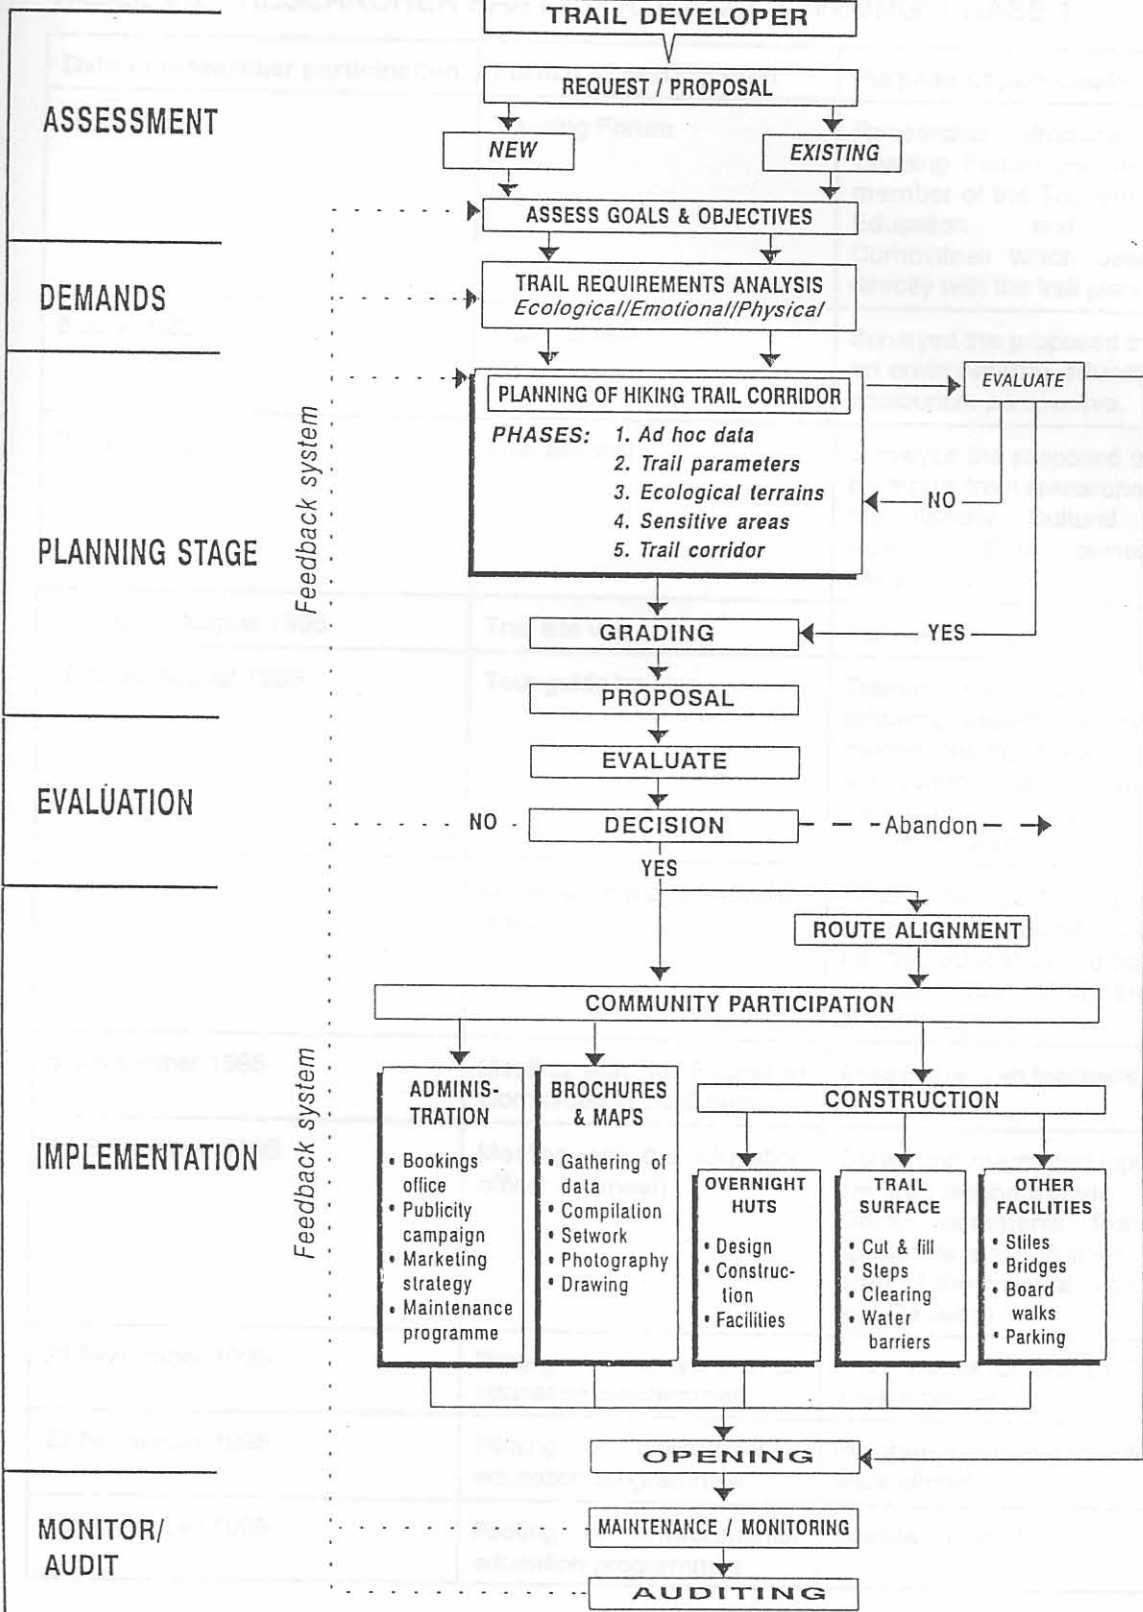 TRAIL DEVELOPER
REQUEST / PROPOSAL
ASSESSMENT
NEW
EXISTING
ASSESS GOALS & OBJECTIVES
DEMANDS
TRAIL REQUIREMENTS ANALYSIS
Ecological/Emotional/Physical
PLANNING OF HIKING TRAIL CORRIDOR
EVALUATE
PHASES: 1. Ad hoc data
2. Trail parameters
3. Ecological terrains
4. Sensitive areas
5. Trail corridor
NO
Feedback system
PLANNING STAGE
GRADING
YES
PROPOSAL
EVALUATE
EVALUATION
NO
DECISION
Abandon
YES
ROUTE ALIGNMENT
COMMUNITY PARTICIPATION
Feedback system
IMPLEMENTATION
ADMINIS-
TRATION
• Bookings
office
• Publicity
campaign
• Marketing
strategy
• Maintenance
programme
BROCHURES
& MAPS
• Gathering of
data
• Compilation
• Setwork
• Photography
• Drawing
CONSTRUCTION
OVERNIGHT
HUTS
• Design
• Construc-
tion
• Facilities
TRAIL
SURFACE
• Cut & fill
• Steps
• Clearing
• Water
barriers
OTHER
FACILITIES
• Stiles
• Bridges
• Board
walks
• Parking
OPENING
MONITOR/
AUDIT
MAINTENANCE / MONITORING
AUDITING